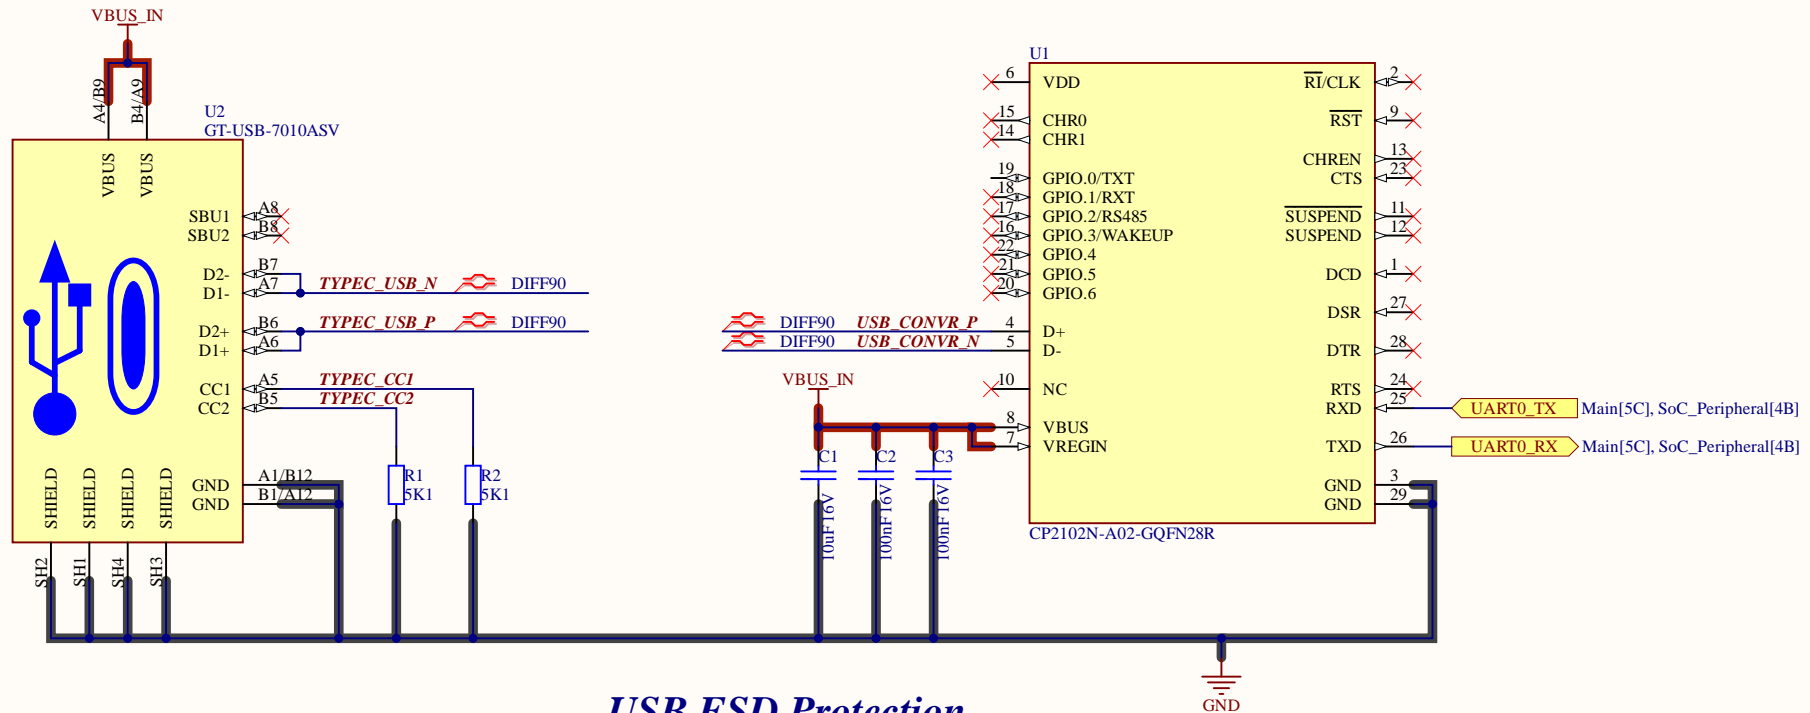 VBUS_IN
A4/B9
B4/A9
U2
GT-USB-7010ASV
VBUS
VBUS
SBU1
A8
SBU2
B8
D2-
B7
D1-
A7
TYPEC_USB_N
DIFF90
D2+
B6
TYPEC_USB_P
DIFF90
D1+
A6
CC1
A5
TYPEC_CC1
CC2
B5
TYPEC_CC2
GND
A1/B12
GND
B1/A12
SHIELD
SHIELD
SHIELD
SHIELD
SH2
SH1
SH4
SH3
R1
5K1
R2
5K1
VBUS_IN
C1
10uF16V
C2
100nF16V
C3
100nF16V
DIFF90
USB_CONVR_P
DIFF90
USB_CONVR_N
U1
6
VDD
15
CHR0
14
CHR1
19
GPIO.0/TXT
18
GPIO.1/RXT
17
GPIO.2/RS485
16
GPIO.3/WAKEUP
22
GPIO.4
21
GPIO.5
20
GPIO.6
4
D+
5
D-
10
NC
8
VBUS
7
VREGIN
RI/CLK
2
RST
9
CHREN
13
CTS
23
SUSPEND
11
SUSPEND
12
DCD
1
DSR
27
DTR
28
RTS
24
RXD
25
UART0_TX
Main[5C], SoC_Peripheral[4B]
TXD
26
UART0_RX
Main[5C], SoC_Peripheral[4B]
GND
3
GND
29
CP2102N-A02-GQFN28R
GND
USB ESD Protection